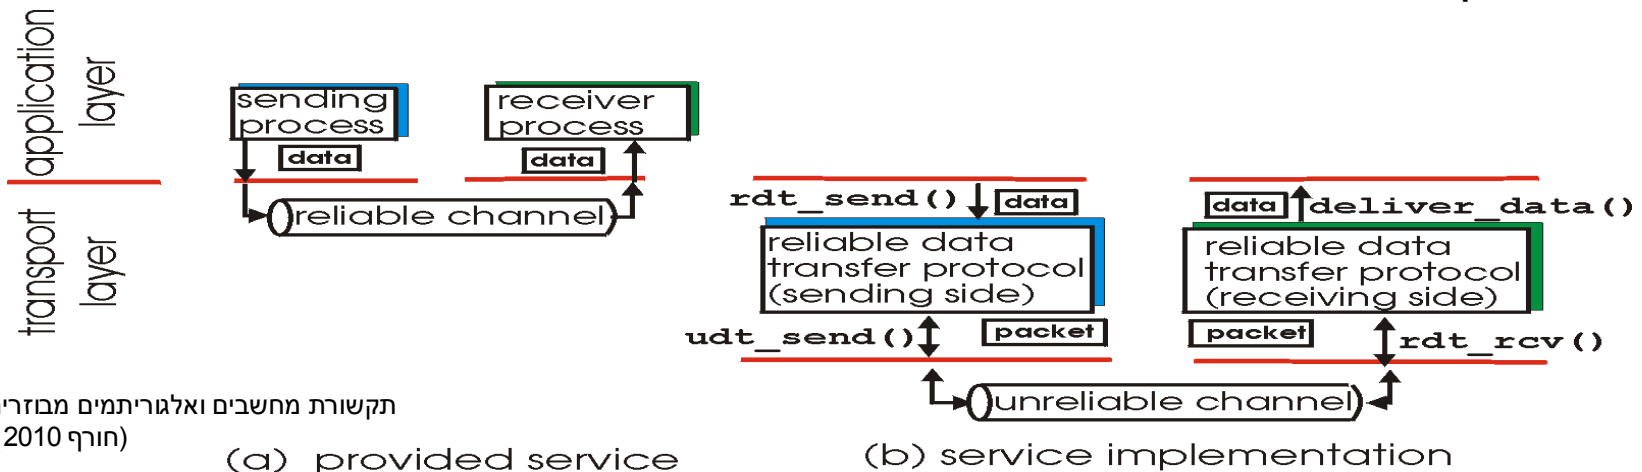 application
layer
transport
layer
sending
process
data
receiver
process
data
reliable channel
(a) provided service
rdt_send()
data
reliable data
transfer protocol
(sending side)
udt_send()
packet
data
deliver_data()
reliable data
transfer protocol
(receiving side)
packet
rdt_rcv()
unreliable channel
(b) service implementation
תקשורת מחשבים ואלגוריתמים מבוזרים
(חורף 2010